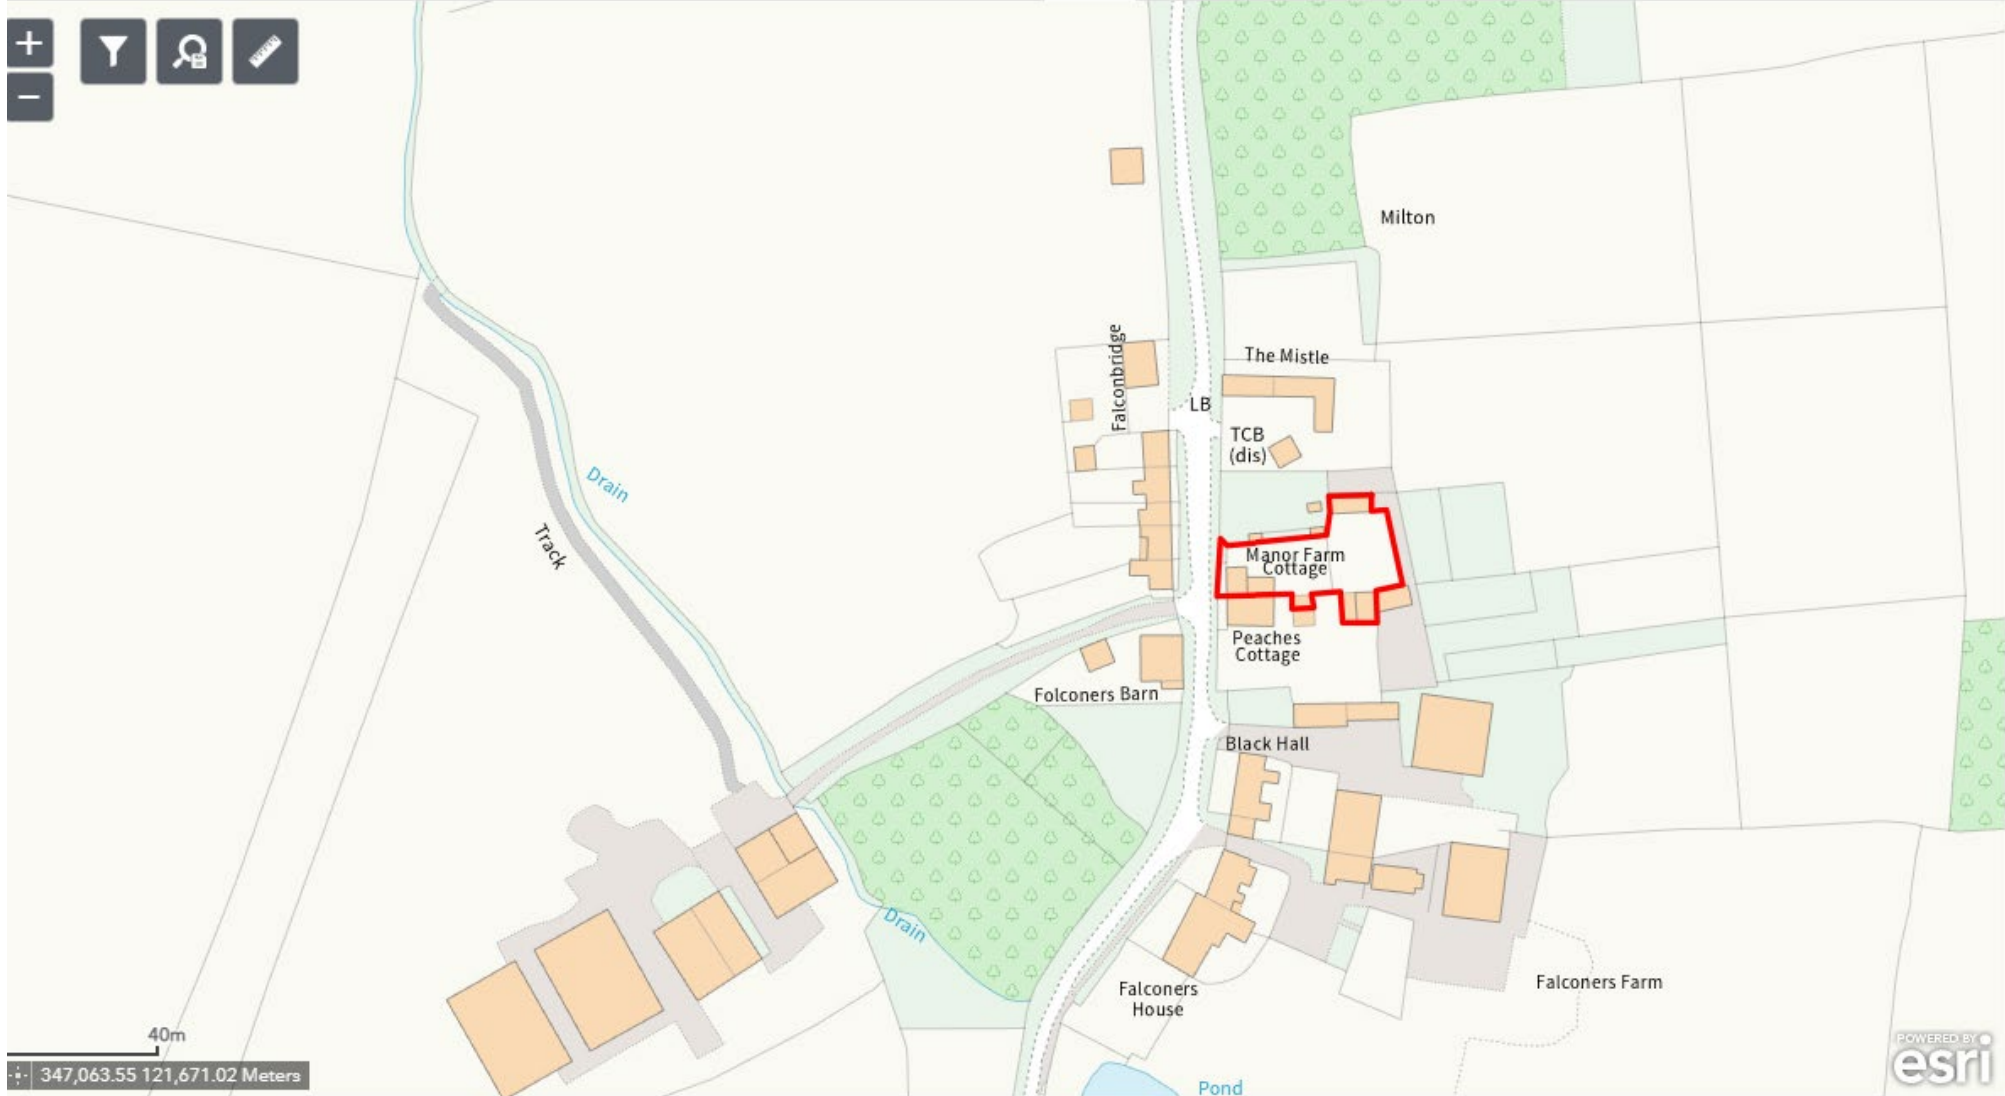 +
−
Milton
Falconbridge
The Mistle
LB
TCB
(dis)
Drain
Track
Manor Farm
Cottage
Peaches
Cottage
Folconers Barn
Black Hall
Drain
Falconers
House
Falconers Farm
40m
347,063.55 121,671.02 Meters
Pond
POWERED BY
esri